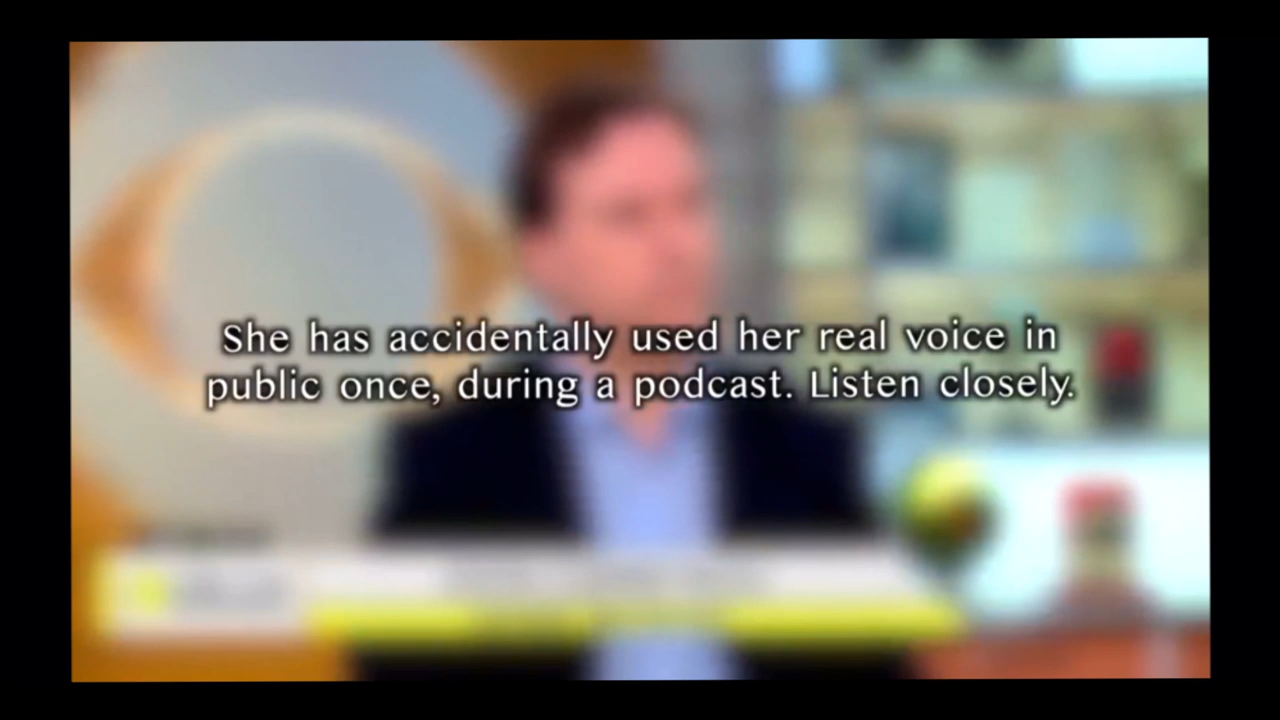 She has accidentally used her real voice in
public once, during a podcast. Listen closely.